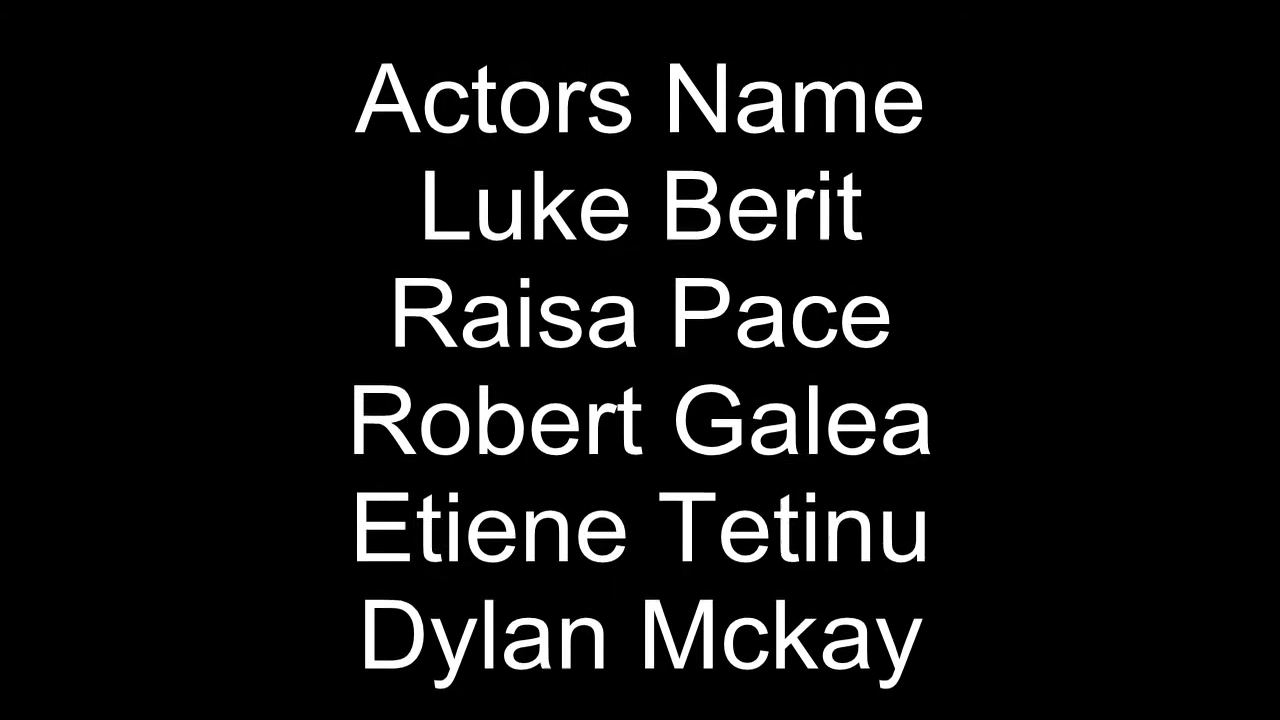 Actors Name
Luke Berit
Raisa Pace
Robert Galea
Etiene Tetinu
Dylan Mckay